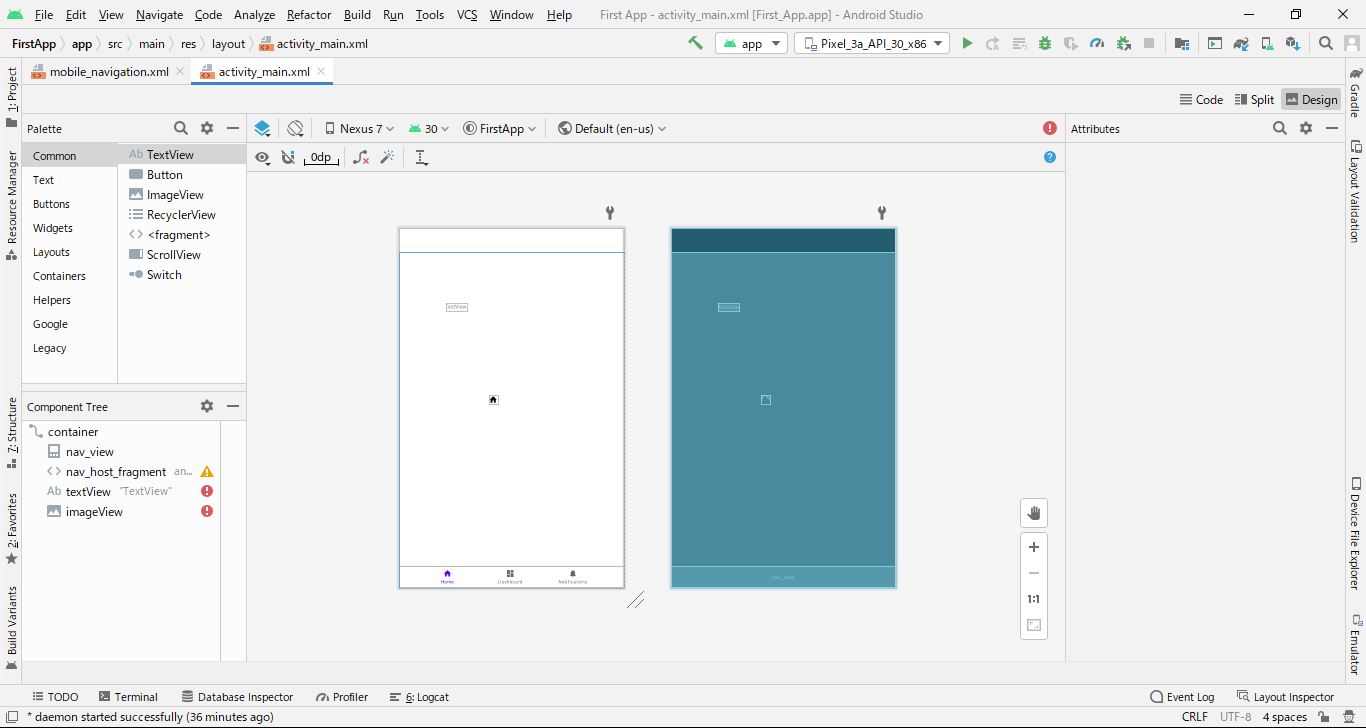 File Edit View Navigate Code Analyze Refactor Build Run Tools VCS Window Help First App - activity_main.xml [First_App.app] - Android Studio
FirstApp app src main res layout activity_main.xml app Pixel_3a_API_30_x86
mobile_navigation.xml activity_main.xml
Code Split Design
Palette
Nexus 7 30 FirstApp Default (en-us)
Attributes
0dp
Common
Text
Buttons
Widgets
Layouts
Containers
Helpers
Google
Legacy
Ab TextView
Button
ImageView
RecyclerView
<fragment>
ScrollView
Switch
Component Tree
container
nav_view
nav_host_fragment an...
Ab textView "TextView"
imageView
Home Dashboard Notifications
1:1
1: Project
Resource Manager
7: Structure
2: Favorites
Build Variants
Gradle
Layout Validation
Device File Explorer
Emulator
TODO Terminal Database Inspector Profiler 6: Logcat Event Log Layout Inspector
* daemon started successfully (36 minutes ago) CRLF UTF-8 4 spaces